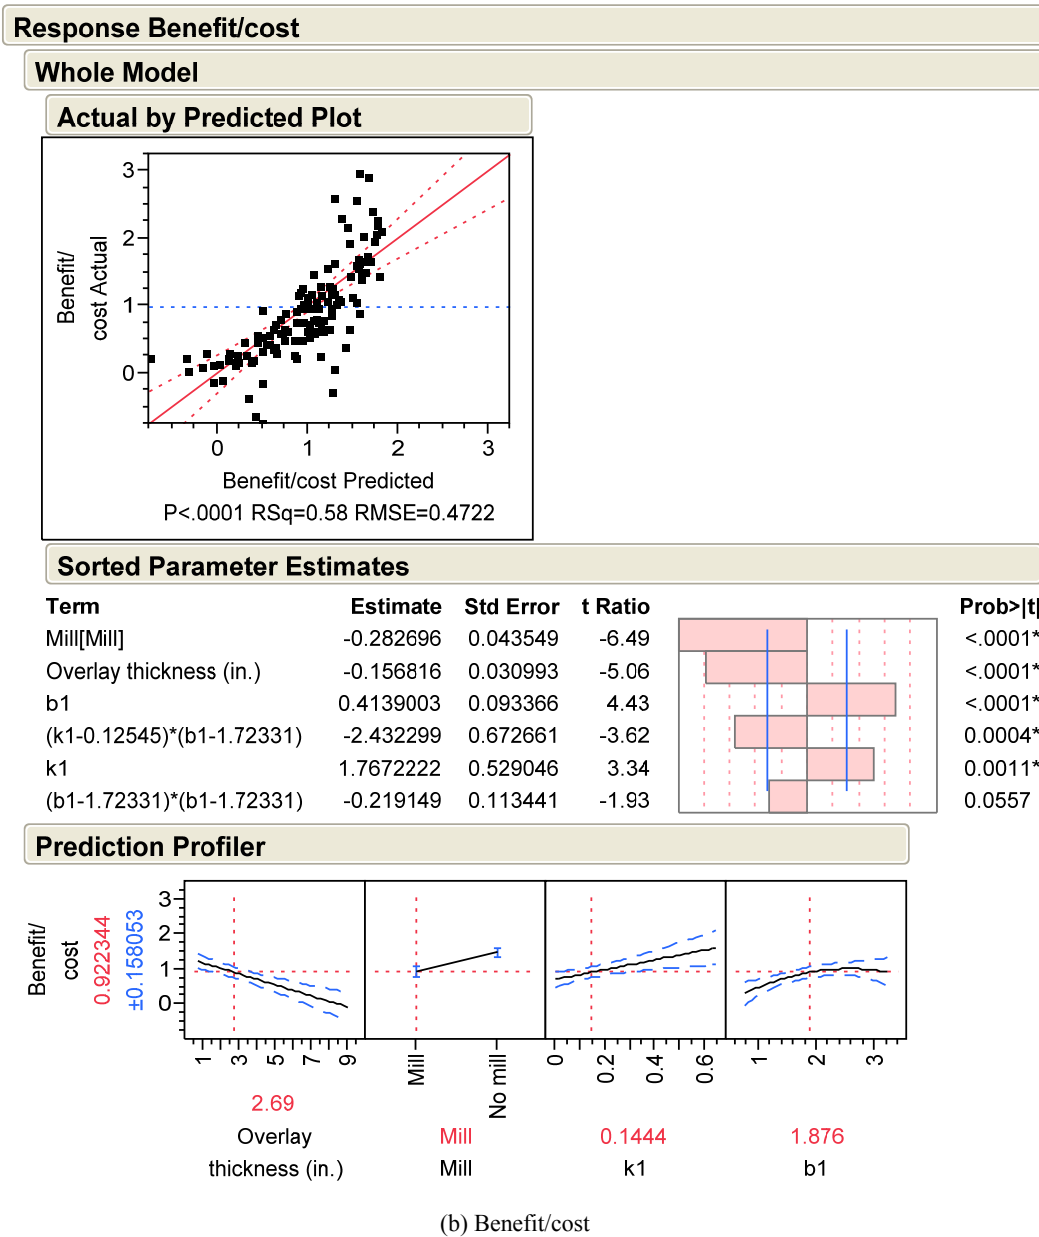 Response Benefit/cost
Whole Model
Actual by Predicted Plot
Benefit/
cost Actual
3
2
1
0
0 1 2 3
Benefit/cost Predicted
P<.0001 RSq=0.58 RMSE=0.4722
Sorted Parameter Estimates
Term Estimate Std Error t Ratio Prob>|t|
Mill[Mill] -0.282696 0.043549 -6.49 <.0001*
Overlay thickness (in.) -0.156816 0.030993 -5.06 <.0001*
b1 0.4139003 0.093366 4.43 <.0001*
(k1-0.12545)*(b1-1.72331) -2.432299 0.672661 -3.62 0.0004*
k1 1.7672222 0.529046 3.34 0.0011*
(b1-1.72331)*(b1-1.72331) -0.219149 0.113441 -1.93 0.0557
Prediction Profiler
Benefit/
cost
0.922344
±0.158053
3
2
1
0
1 3 5 7 9 Mill No mill 0 0.2 0.4 0.6 1 2 3
2.69
Overlay Mill 0.1444 1.876
thickness (in.) Mill k1 b1
(b) Benefit/cost